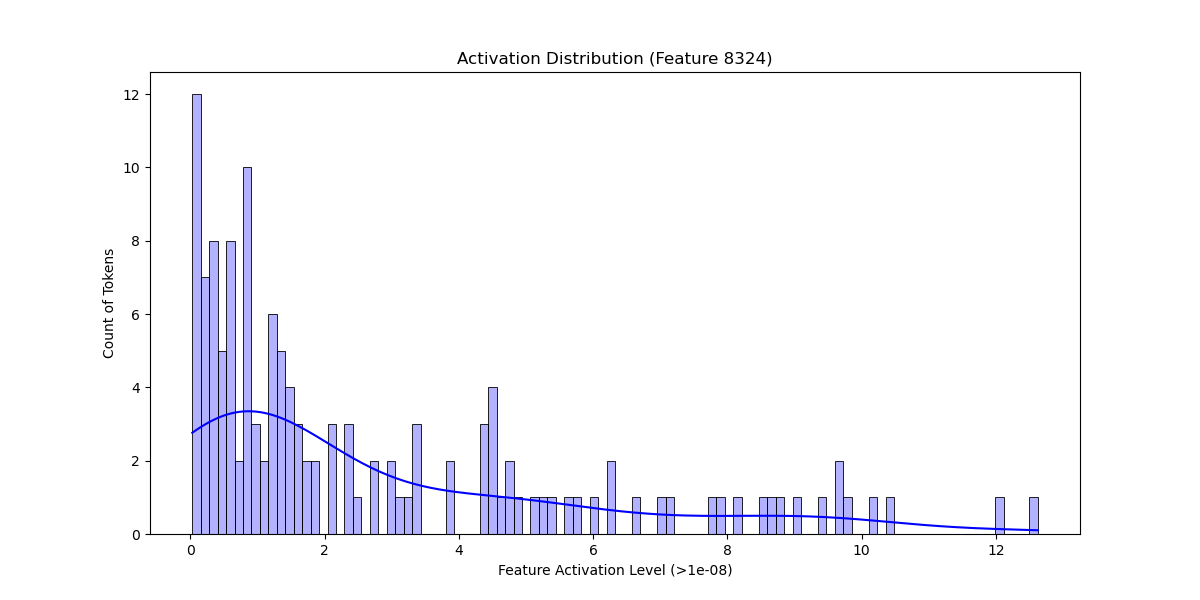 Activation Distribution (Feature 8324)
12
10
8
6
4
2
0
Count of Tokens
0 2 4 6 8 10 12
Feature Activation Level (>1e-08)